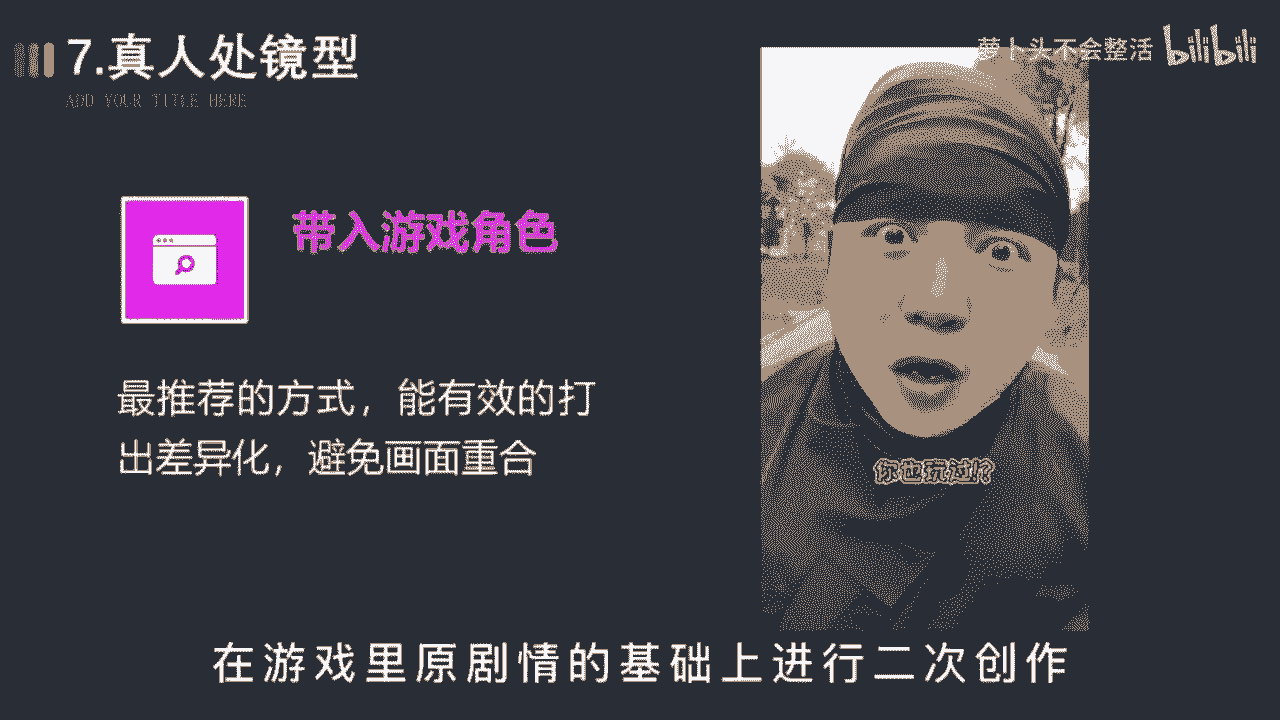 7.真人处镜型
ADD YOUR TITLE HERE
萝卜头不会整活 bilibili
带入游戏角色
最推荐的方式，能有效的打
出差异化，避免画面重合
你也玩过!?
在游戏里原剧情的基础上进行二次创作